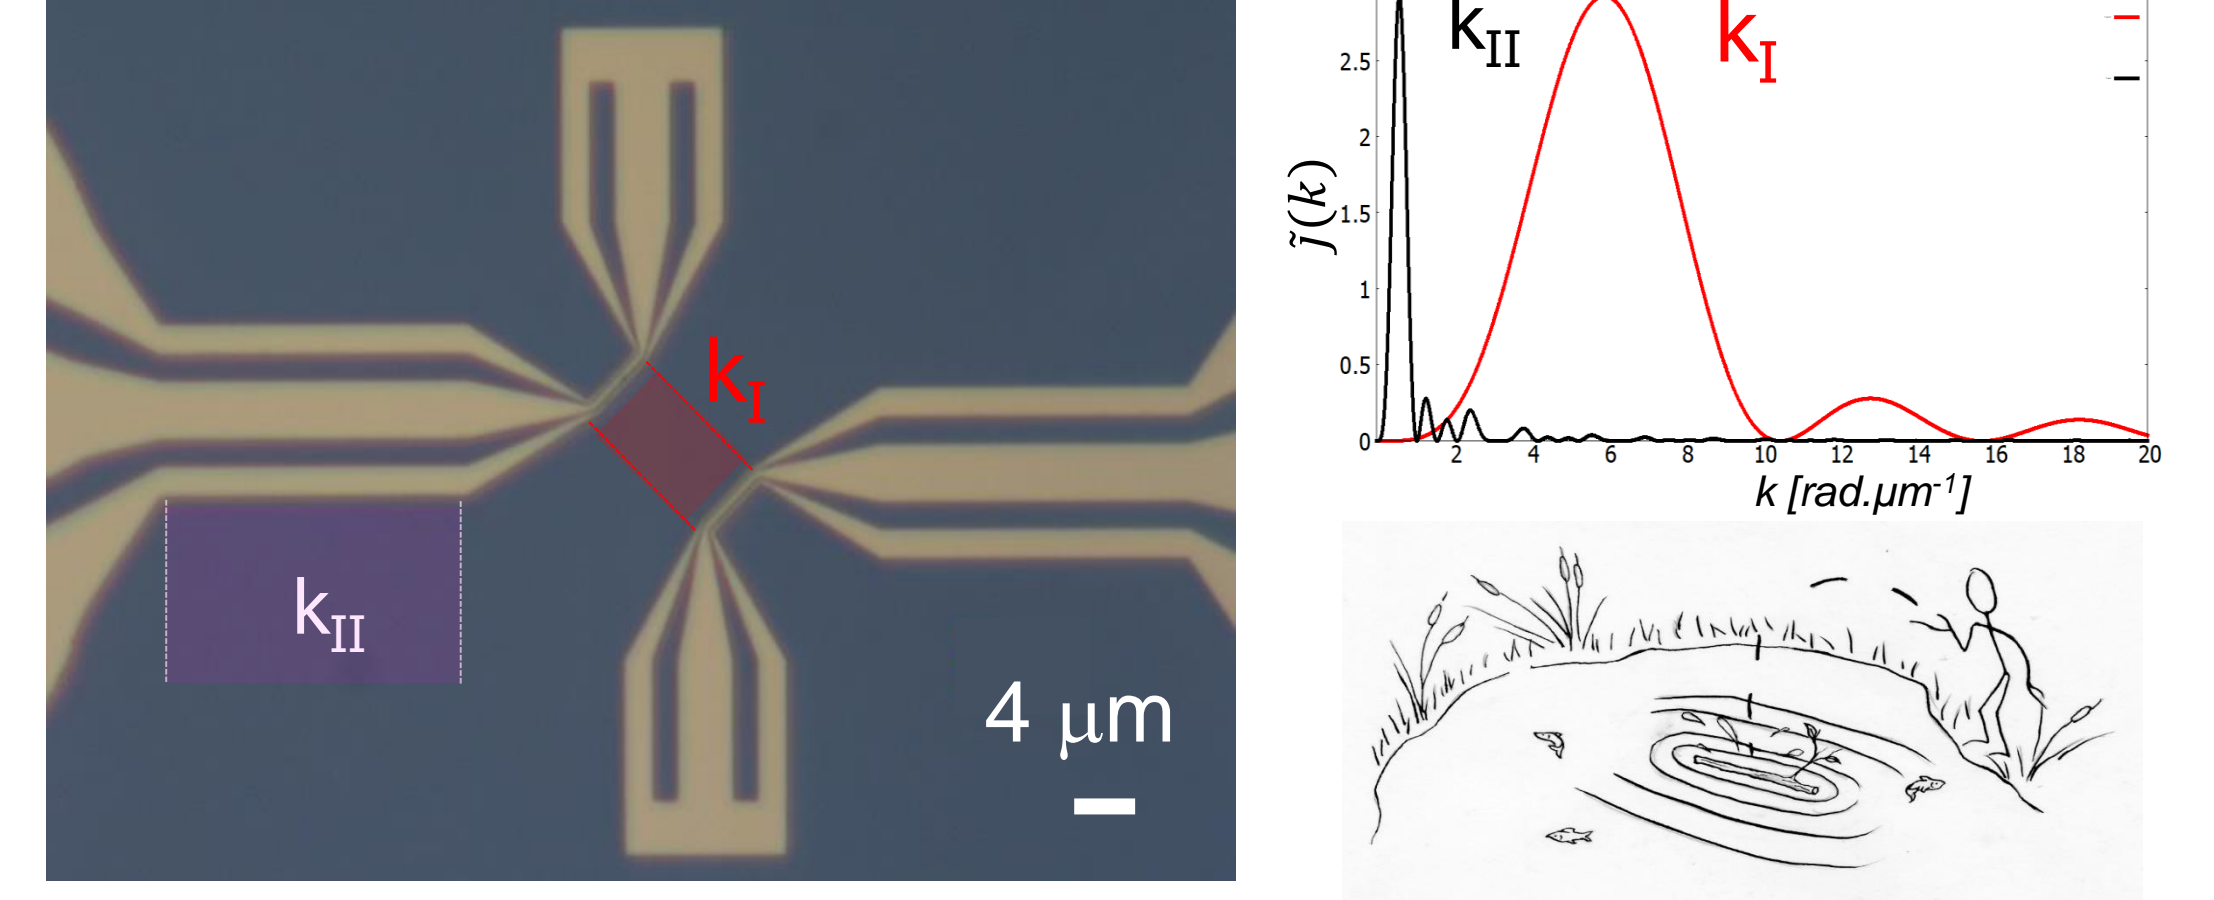 k_I
k_II
4 μm
k_II
k_I
2.5
2
1.5
1
0.5
0
j̃(k)
2 4 6 8 10 12 14 16 18 20
k [rad.μm-1]